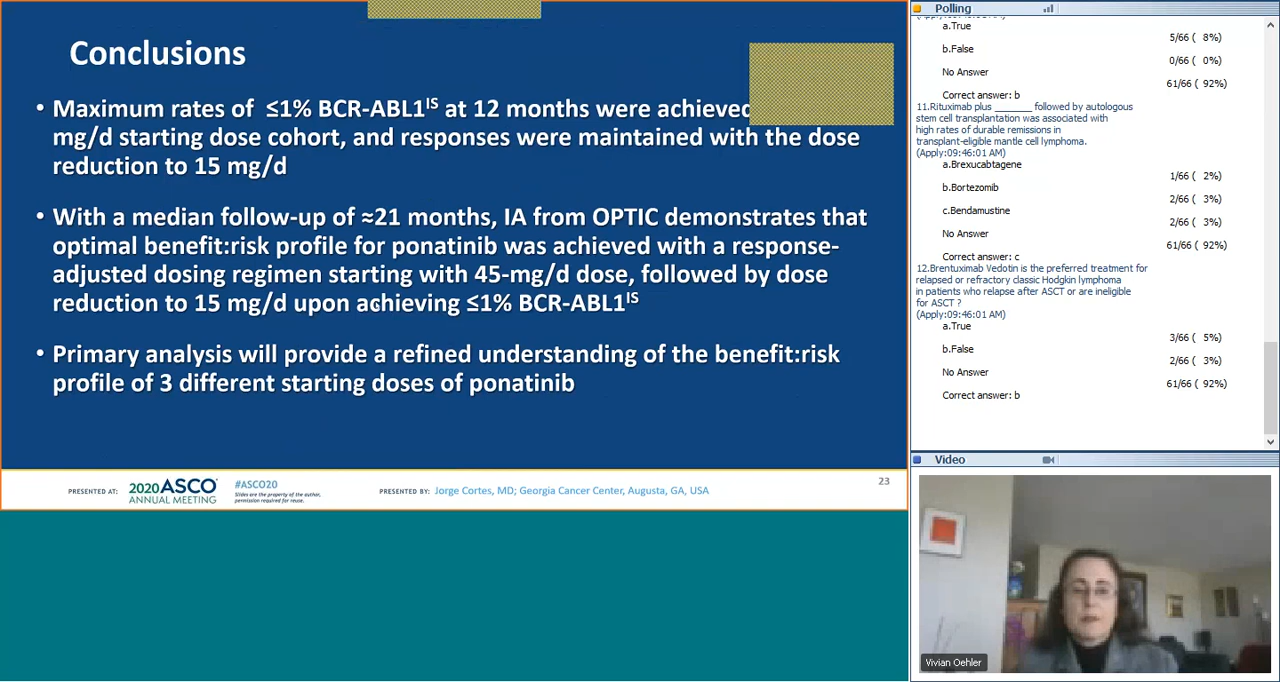 Conclusions
• Maximum rates of ≤1% BCR-ABL1IS at 12 months were achieved
mg/d starting dose cohort, and responses were maintained with the dose
reduction to 15 mg/d
• With a median follow-up of ≈21 months, IA from OPTIC demonstrates that
optimal benefit:risk profile for ponatinib was achieved with a response-
adjusted dosing regimen starting with 45-mg/d dose, followed by dose
reduction to 15 mg/d upon achieving ≤1% BCR-ABL1IS
• Primary analysis will provide a refined understanding of the benefit:risk
profile of 3 different starting doses of ponatinib
PRESENTED AT:
2020 ASCO
ANNUAL MEETING
#ASCO20
Slides are the property of the author,
permission required for reuse.
PRESENTED BY: Jorge Cortes, MD; Georgia Cancer Center, Augusta, GA, USA
23
Polling
a.True
5/66 ( 8%)
b.False
0/66 ( 0%)
No Answer
61/66 ( 92%)
Correct answer: b
11.Rituximab plus _______ followed by autologous
stem cell transplantation was associated with
high rates of durable remissions in
transplant-eligible mantle cell lymphoma.
(Apply:09:46:01 AM)
a.Brexucabtagene
1/66 ( 2%)
b.Bortezomib
2/66 ( 3%)
c.Bendamustine
2/66 ( 3%)
No Answer
61/66 ( 92%)
Correct answer: c
12.Brentuximab Vedotin is the preferred treatment for
relapsed or refractory classic Hodgkin lymphoma
in patients who relapse after ASCT or are ineligible
for ASCT ?
(Apply:09:46:01 AM)
a.True
3/66 ( 5%)
b.False
2/66 ( 3%)
No Answer
61/66 ( 92%)
Correct answer: b
Video
Vivian Oehler